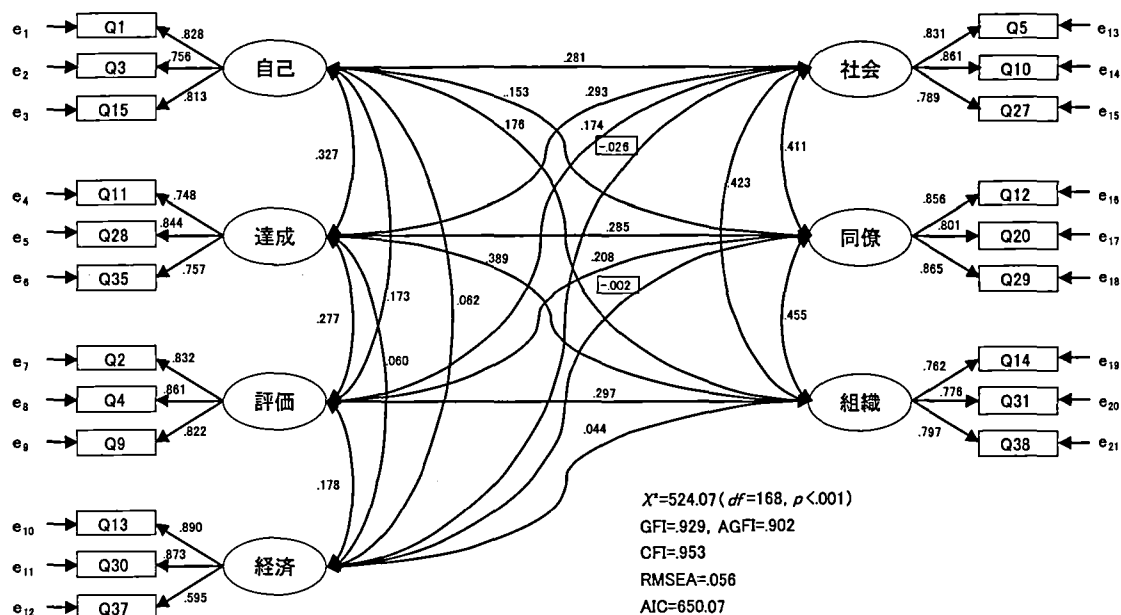 e₁ Q1 .828
e₂ Q3 .756 自己
e₃ Q15 .813
e₄ Q11 .748
e₅ Q28 .844 達成
e₆ Q35 .757
e₇ Q2 .832
e₈ Q4 .861 評価
e₉ Q9 .822
e₁₀ Q13 .890
e₁₁ Q30 .873 経済
e₁₂ Q37 .595
.831 Q5 e₁₃
社会 .861 Q10 e₁₄
.789 Q27 e₁₅
.856 Q12 e₁₆
同僚 .801 Q20 e₁₇
.865 Q29 e₁₈
.762 Q14 e₁₉
組織 .776 Q31 e₂₀
.797 Q38 e₂₁
.281
.153 .293
.176 .174
-.026
.327 .411
.423
.285
.389 .208
-.002
.173 .062
.277 .455
.060
.297
.044
.178
χ²=524.07(df=168, p<.001)
GFI=.929, AGFI=.902
CFI=.953
RMSEA=.056
AIC=650.07